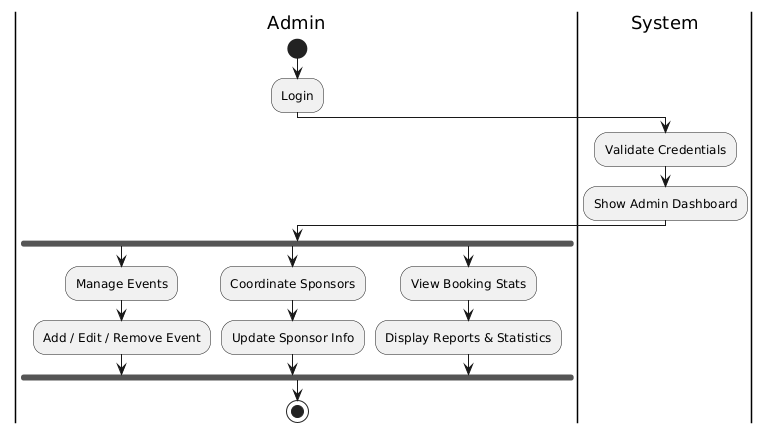 Admin
System
Login
Validate Credentials
Show Admin Dashboard
Manage Events
Coordinate Sponsors
View Booking Stats
Add / Edit / Remove Event
Update Sponsor Info
Display Reports & Statistics